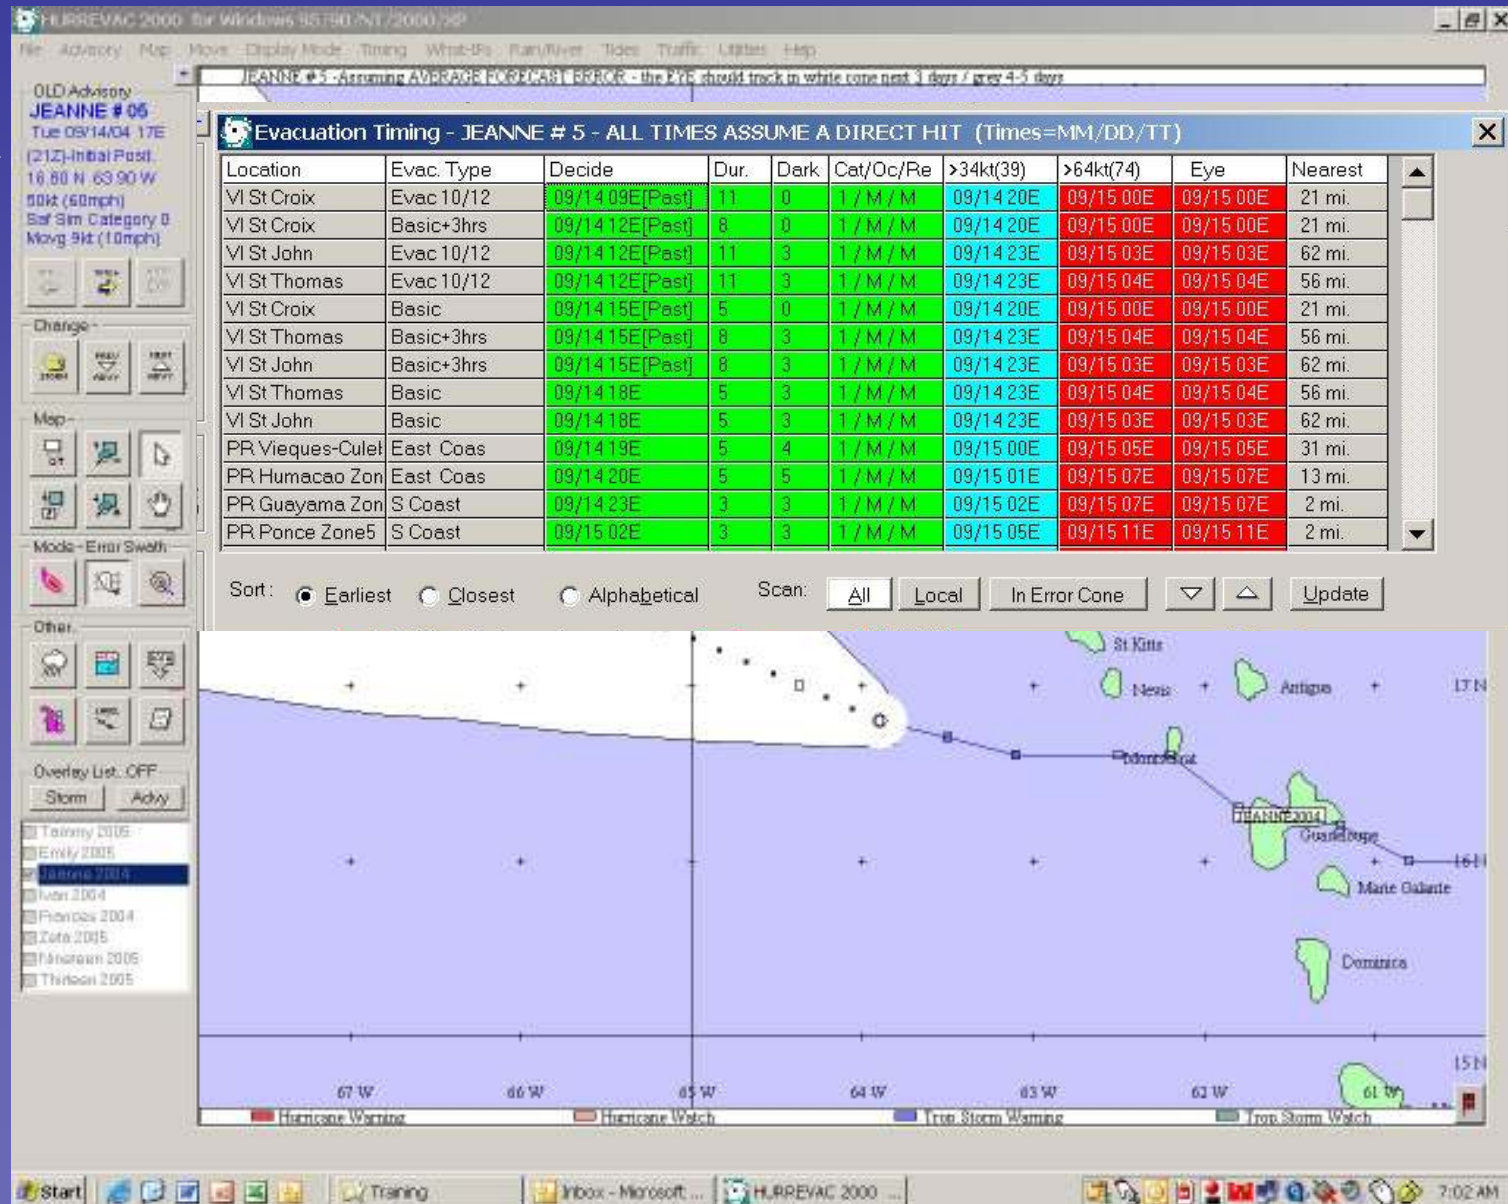 HURREVAC 2000 for Windows 95/98/NT/2000/XP
File Advisory Map Move Display Mode Timing What-Ifs Rain/River Tides Traffic Utilities Help
JEANNE #5 -Assuming AVERAGE FORECAST ERROR - the EYE should track in white cone next 3 days / grey 4-5 days
OLD Advisory
JEANNE # 05
Tue 09/14/04 17E
(21Z)-Initial Posit.
16.80 N 63.90 W
50kt (60mph)
Saf Sim Category 0
Movg 9kt (10mph)
Change -
STORM
Map -
Mode - Error Swath
Other
Overlay List: OFF
Storm Advy
Tammy 2005
Emily 2005
Jeanne 2004
Ivan 2004
Frances 2004
Zeta 2005
Nineteen 2005
Thirteen 2005
Evacuation Timing - JEANNE # 5 - ALL TIMES ASSUME A DIRECT HIT (Times=MM/DD/TT)
Location Evac. Type Decide Dur. Dark Cat/Oc/Re >34kt(39) >64kt(74) Eye Nearest
VI St Croix Evac 10/12 09/14 09E[Past] 11 0 1 / M / M 09/14 20E 09/15 00E 09/15 00E 21 mi.
VI St Croix Basic+3hrs 09/14 12E[Past] 8 0 1 / M / M 09/14 20E 09/15 00E 09/15 00E 21 mi.
VI St John Evac 10/12 09/14 12E[Past] 11 3 1 / M / M 09/14 23E 09/15 03E 09/15 03E 62 mi.
VI St Thomas Evac 10/12 09/14 12E[Past] 11 3 1 / M / M 09/14 23E 09/15 04E 09/15 04E 56 mi.
VI St Croix Basic 09/14 15E[Past] 5 0 1 / M / M 09/14 20E 09/15 00E 09/15 00E 21 mi.
VI St Thomas Basic+3hrs 09/14 15E[Past] 8 3 1 / M / M 09/14 23E 09/15 04E 09/15 04E 56 mi.
VI St John Basic+3hrs 09/14 15E[Past] 8 3 1 / M / M 09/14 23E 09/15 03E 09/15 03E 62 mi.
VI St Thomas Basic 09/14 18E 5 3 1 / M / M 09/14 23E 09/15 04E 09/15 04E 56 mi.
VI St John Basic 09/14 18E 5 3 1 / M / M 09/14 23E 09/15 03E 09/15 03E 62 mi.
PR Vieques-Culet East Coas 09/14 19E 5 4 1 / M / M 09/15 00E 09/15 05E 09/15 05E 31 mi.
PR Humacao Zon East Coas 09/14 20E 5 5 1 / M / M 09/15 01E 09/15 07E 09/15 07E 13 mi.
PR Guayama Zon S Coast 09/14 23E 3 3 1 / M / M 09/15 02E 09/15 07E 09/15 07E 2 mi.
PR Ponce Zone5 S Coast 09/15 02E 3 3 1 / M / M 09/15 05E 09/15 11E 09/15 11E 2 mi.
Sort: Earliest Closest Alphabetical Scan: All Local In Error Cone Update
St Kitts
Nevis
Antigua
17 N
Montserrat
JEANNE2004
Guadeloupe
16 N
Marie Galante
Dominica
15 N
67 W 66 W 65 W 64 W 63 W 62 W 61 W
Hurricane Warning Hurricane Watch Trop Storm Warning Trop Storm Watch
Start Training Inbox - Microsoft ... HURREVAC 2000 ... 7:02 AM